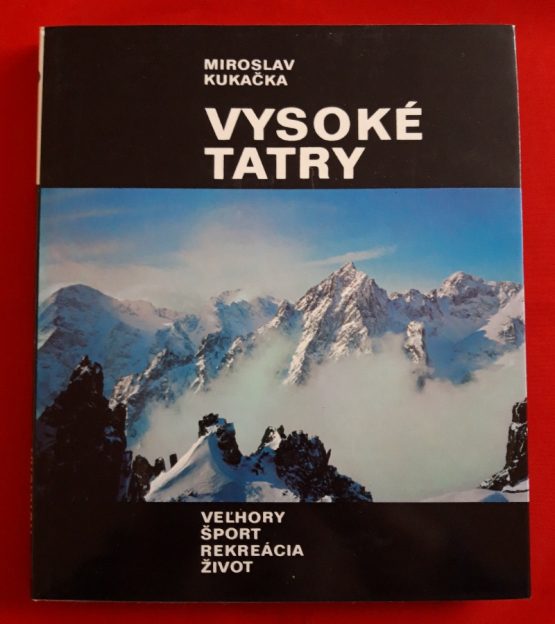 MIROSLAV
KUKAČKA
VYSOKÉ
TATRY
VEĽHORY
ŠPORT
REKREÁCIA
ŽIVOT